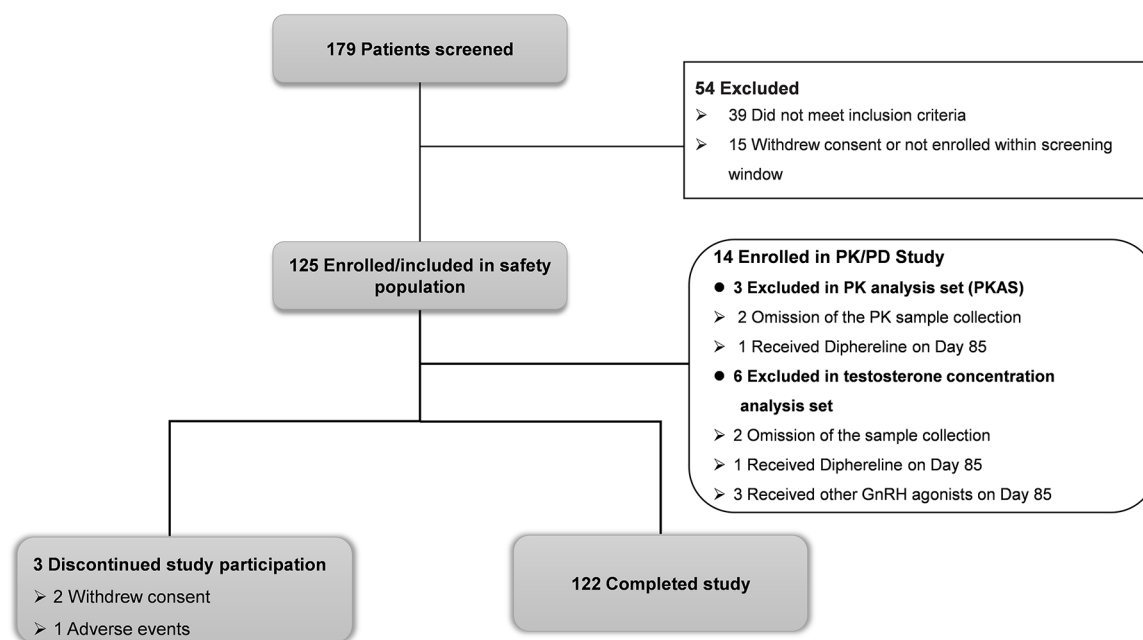 179 Patients screened
54 Excluded
➢ 39 Did not meet inclusion criteria
➢ 15 Withdrew consent or not enrolled within screening
window
125 Enrolled/included in safety
population
14 Enrolled in PK/PD Study
● 3 Excluded in PK analysis set (PKAS)
➢ 2 Omission of the PK sample collection
➢ 1 Received Diphereline on Day 85
● 6 Excluded in testosterone concentration
analysis set
➢ 2 Omission of the sample collection
➢ 1 Received Diphereline on Day 85
➢ 3 Received other GnRH agonists on Day 85
3 Discontinued study participation
➢ 2 Withdrew consent
➢ 1 Adverse events
122 Completed study